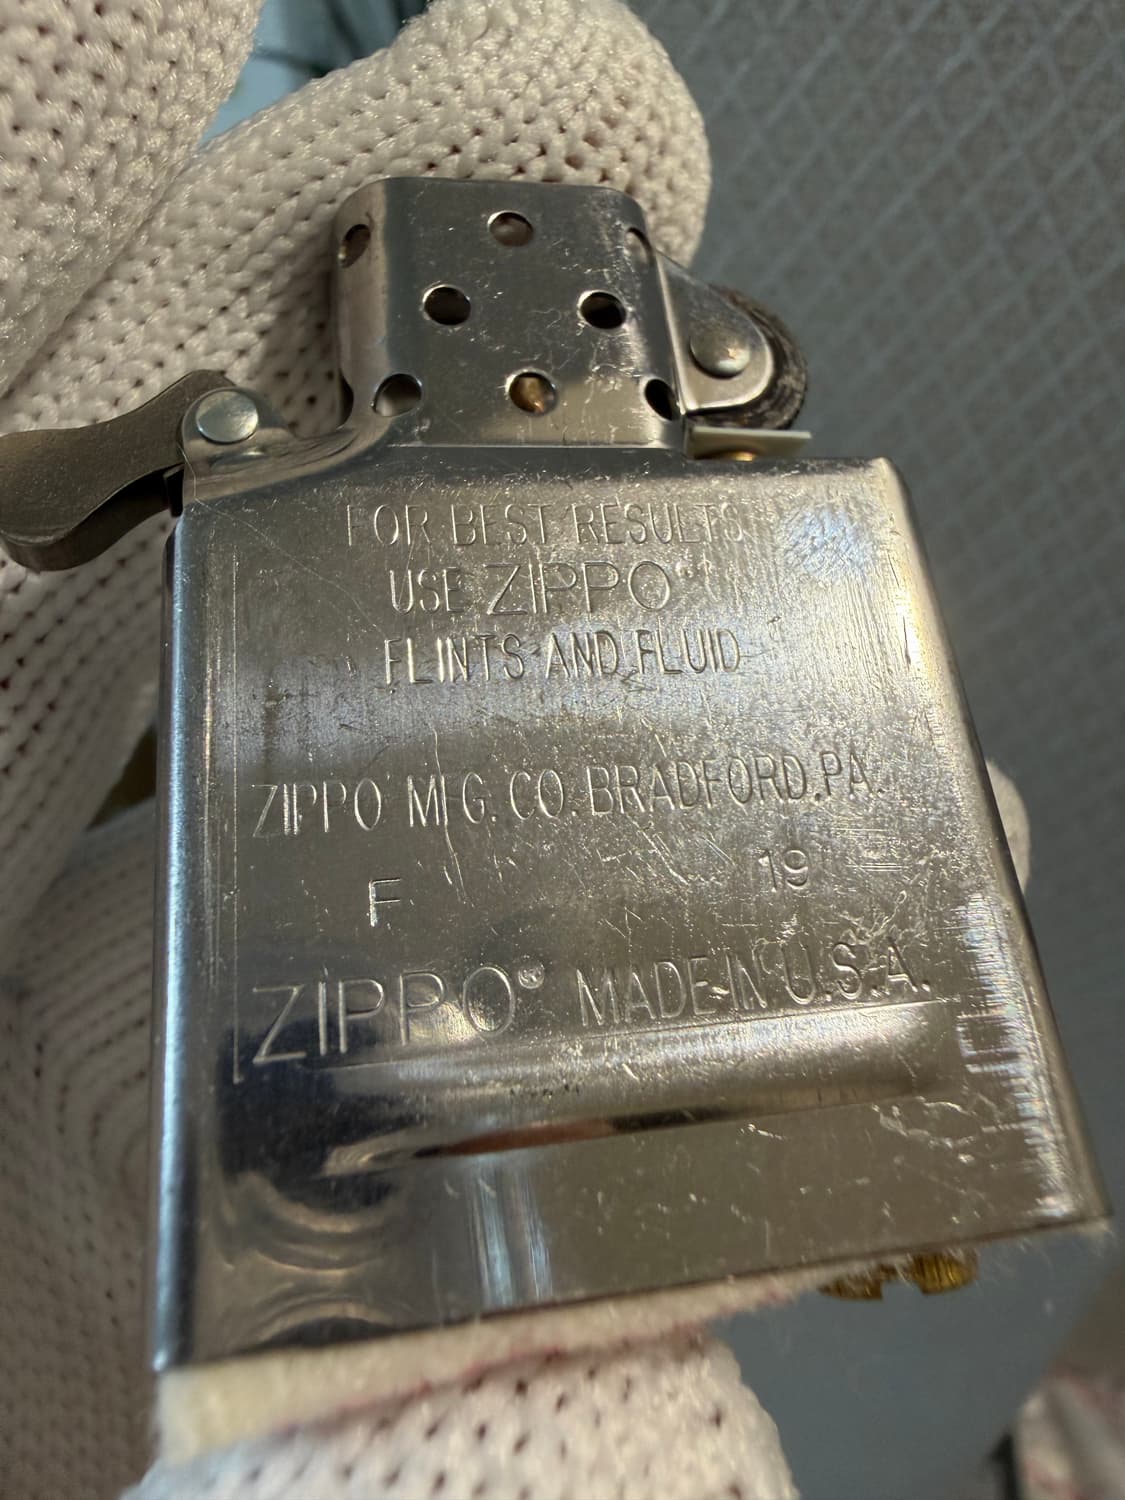 FOR BEST RESULTS
USE ZIPPO®
FLINTS AND FLUID
ZIPPO MFG. CO. BRADFORD, PA.
F 19
ZIPPO® MADE IN U.S.A.